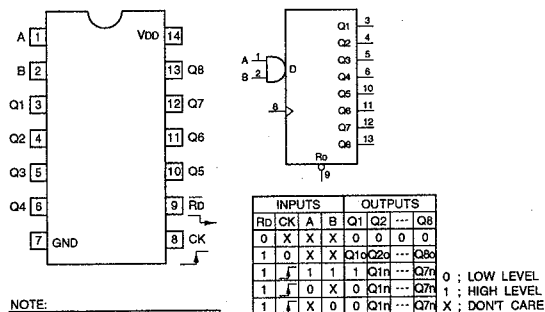 A 1 VDD 14
B 2 13 Q8
Q1 3 12 Q7
Q2 4 11 Q6
Q3 5 10 Q5
Q4 6 9 RD
7 GND 8 CK
NOTE:
A 1
B 2
D
8
Q1 3
Q2 4
Q3 5
Q4 6
Q5 10
Q6 11
Q7 12
Q8 13
RD
9
INPUTS OUTPUTS
RD CK A B Q1 Q2 --- Q8
0 X X X 0 0 0 0
1 0 X X Q1o Q2o --- Q8o
1 1 1 1 Q1n --- Q7n
1 0 X 0 Q1n --- Q7n
1 X 0 0 Q1n --- Q7n
0 ; LOW LEVEL
1 ; HIGH LEVEL
X ; DON'T CARE